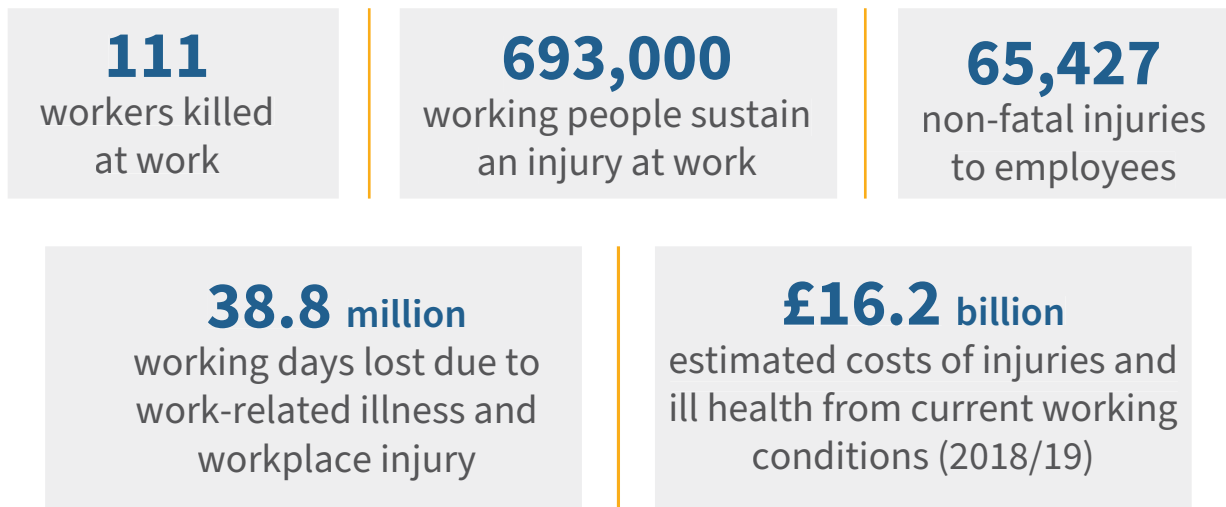 111
workers killed
at work
693,000
working people sustain
an injury at work
65,427
non-fatal injuries
to employees
38.8 million
working days lost due to
work-related illness and
workplace injury
£16.2 billion
estimated costs of injuries and
ill health from current working
conditions (2018/19)